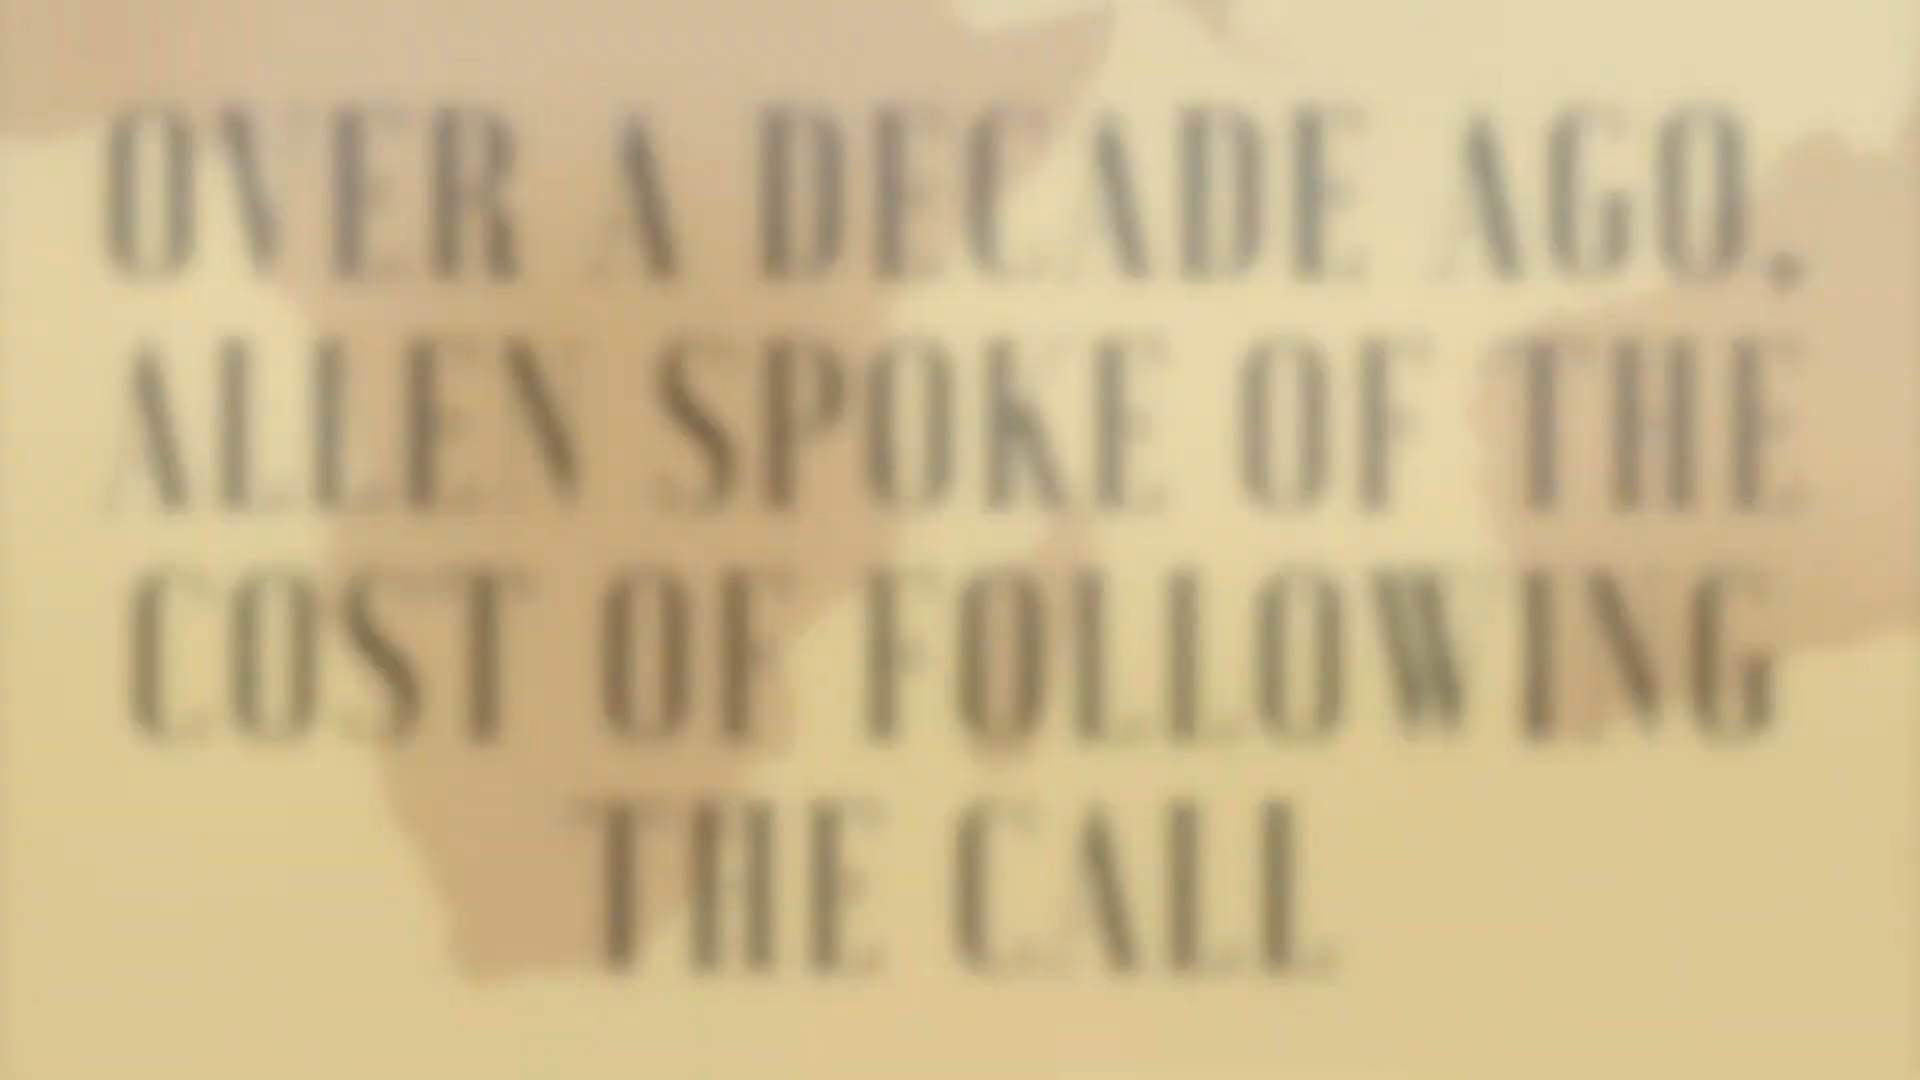 OVER A DECADE AGO,
ALLEN SPOKE OF THE
COST OF FOLLOWING
THE CALL